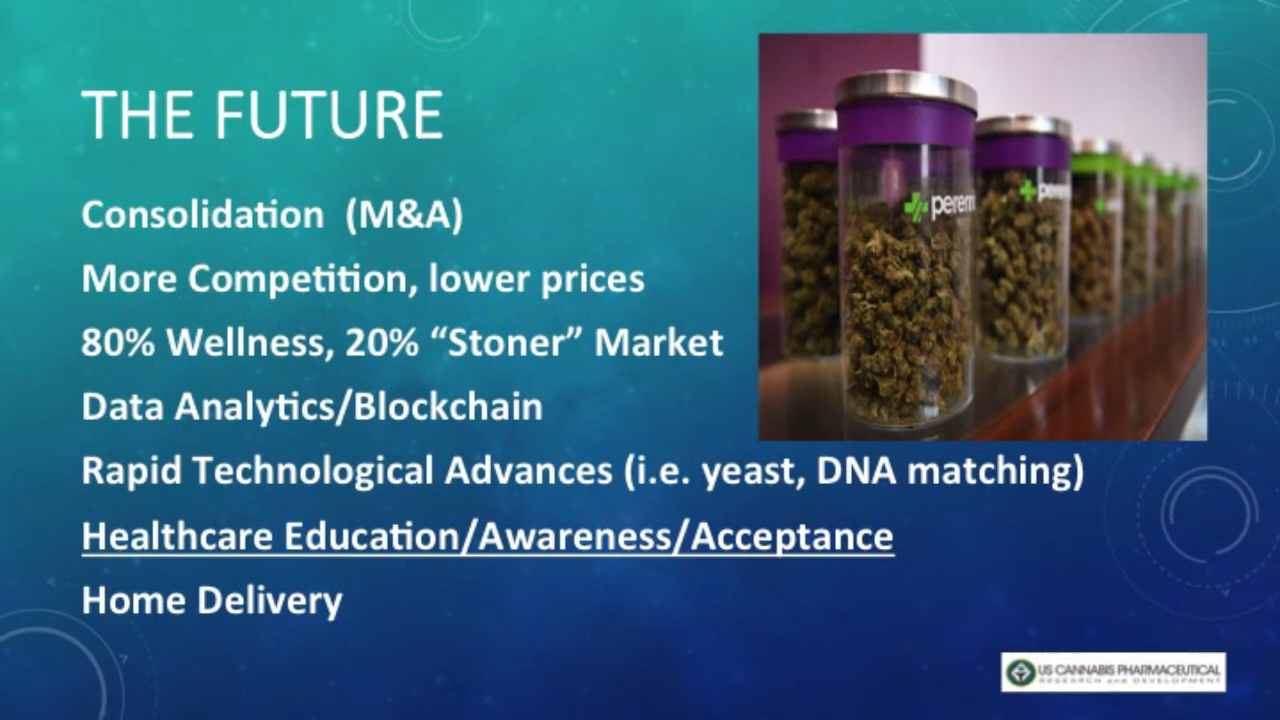 THE FUTURE
Consolidation (M&A)
More Competition, lower prices
80% Wellness, 20% “Stoner” Market
Data Analytics/Blockchain
Rapid Technological Advances (i.e. yeast, DNA matching)
Healthcare Education/Awareness/Acceptance
Home Delivery
US CANNABIS PHARMACEUTICAL
RESEARCH and DEVELOPMENT